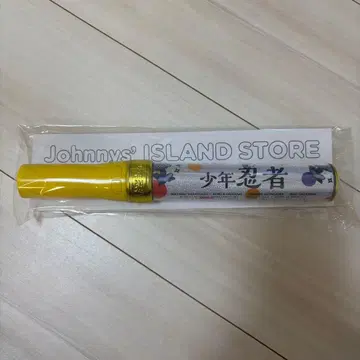 Johnnys' ISLAND STORE
少年忍者